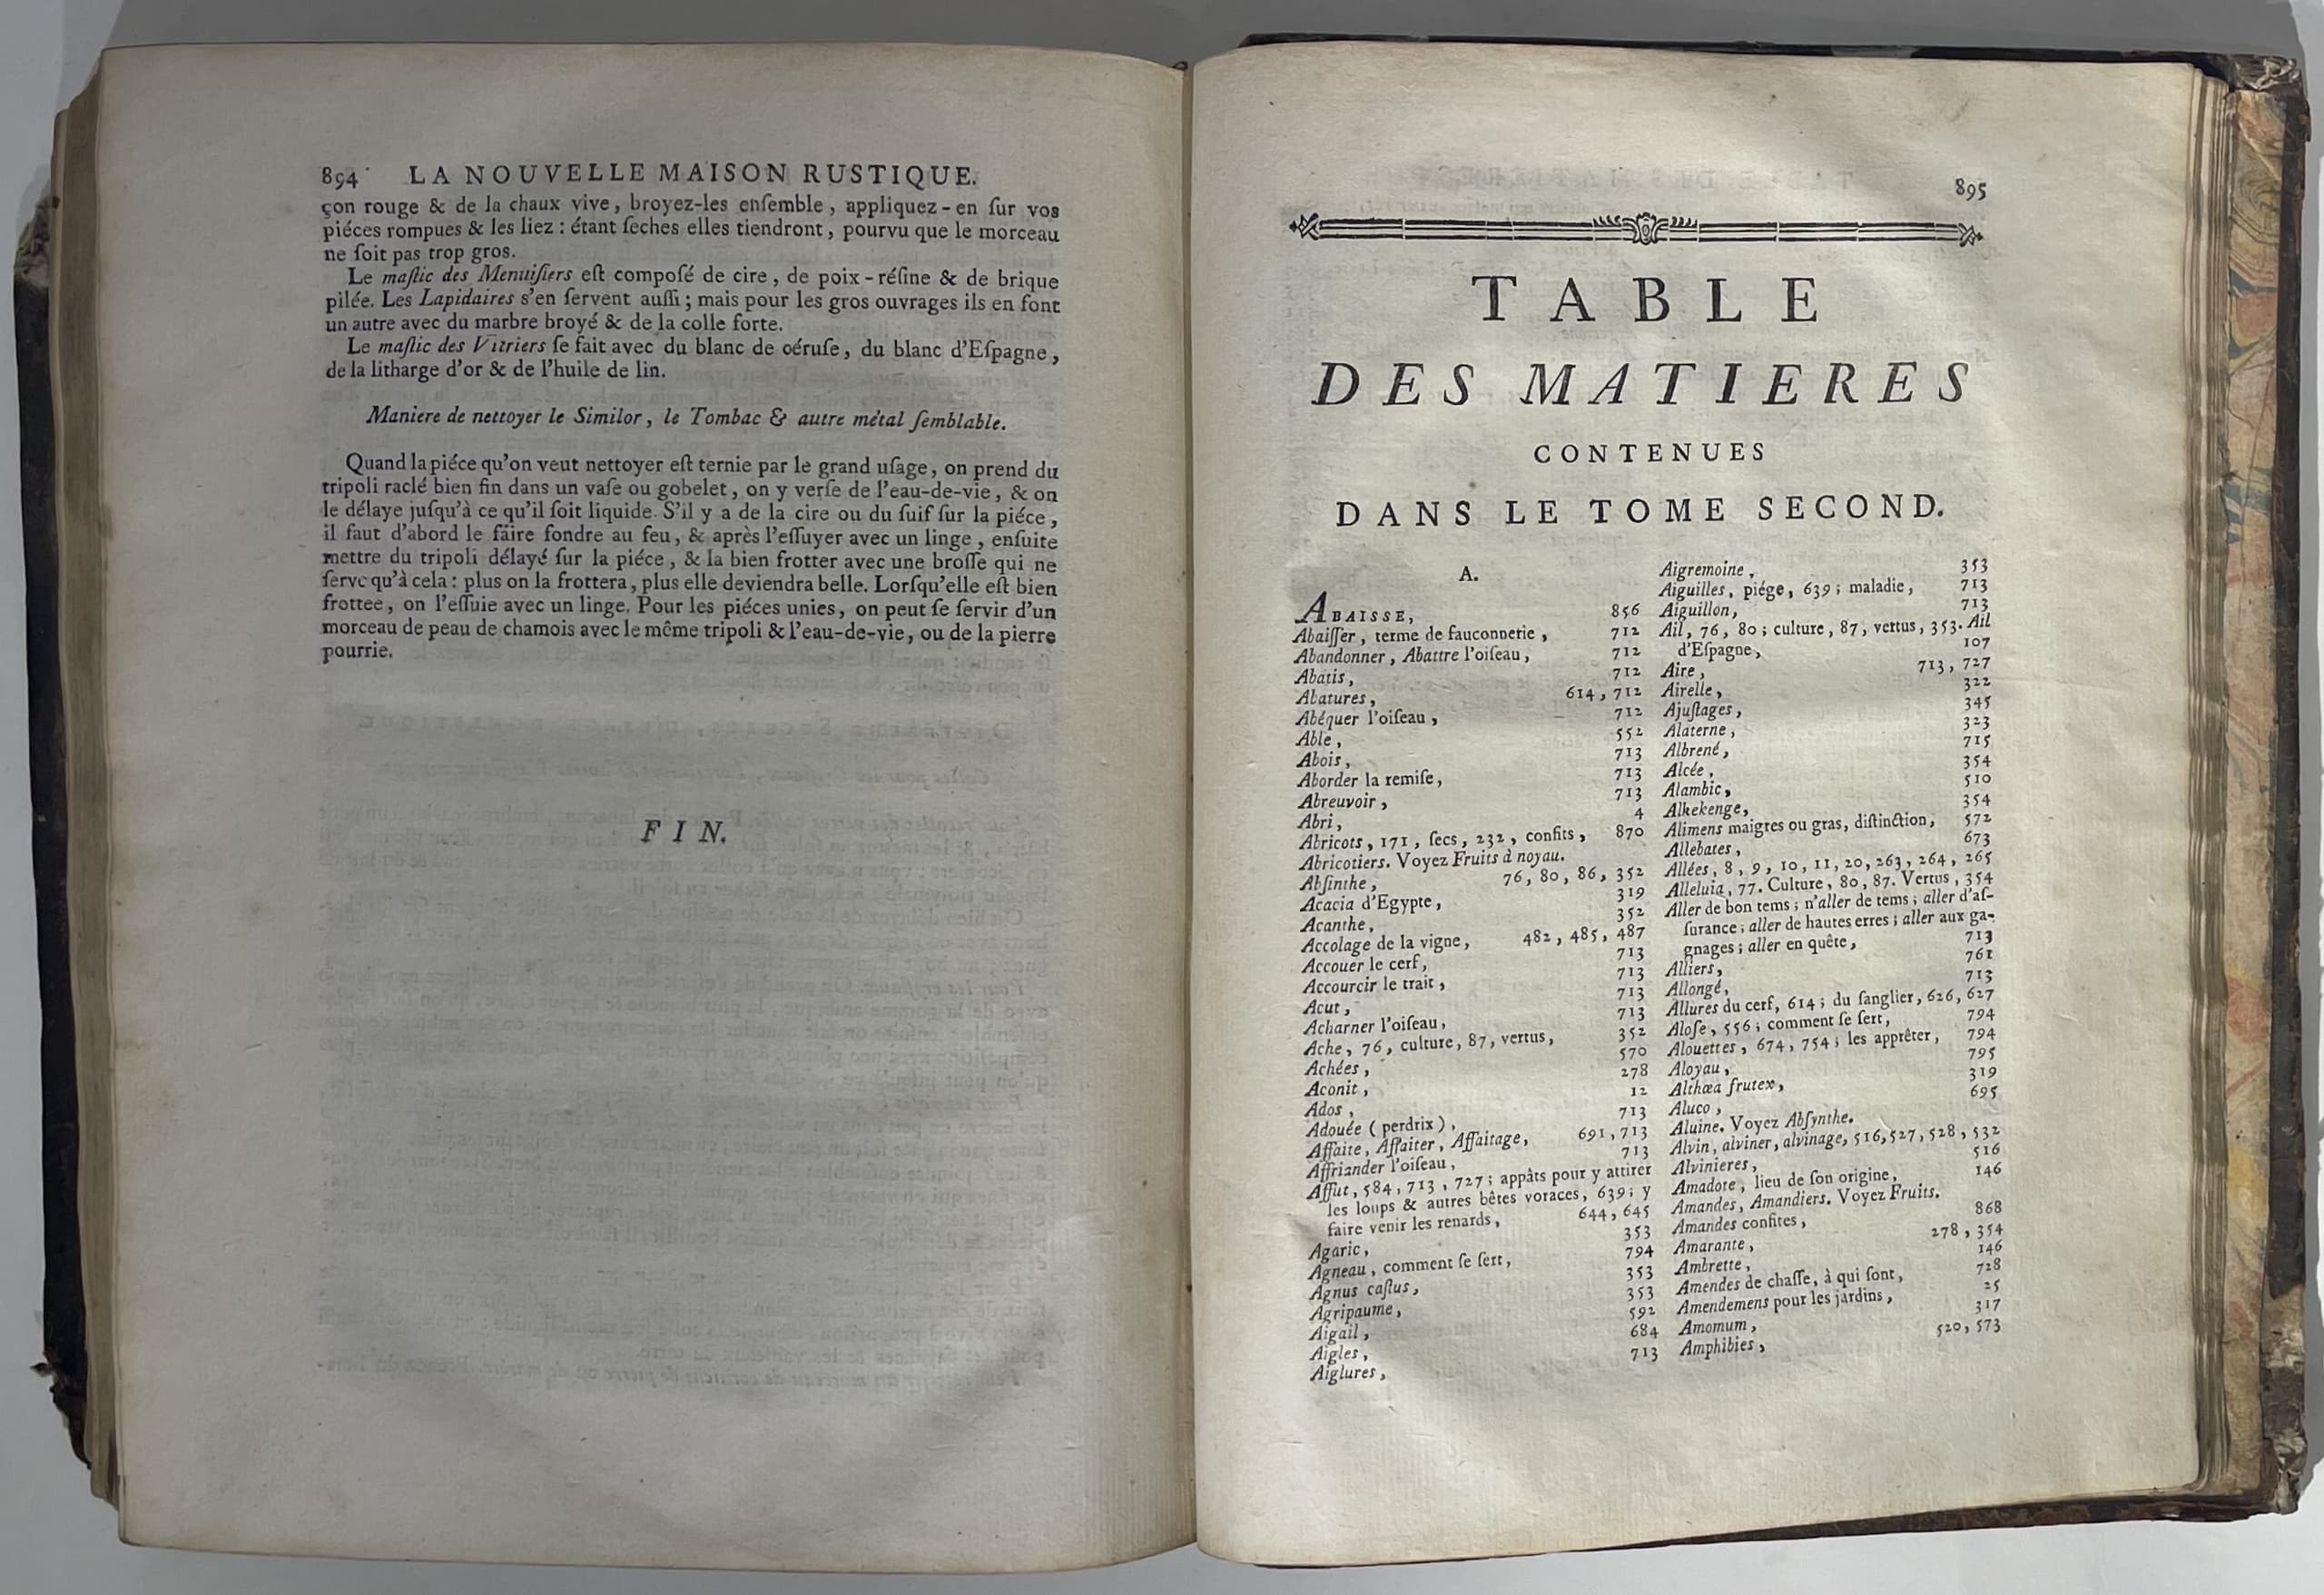 894 LA NOUVELLE MAISON RUSTIQUE.
çon rouge & de la chaux vive, broyez-les enſemble, appliquez-en ſur vos
piéces rompues & les liez : étant ſeches elles tiendront, pourvu que le morceau
ne ſoit pas trop gros.
Le maſtic des Menuiſiers eſt compoſé de cire, de poix-réſine & de brique
pilée. Les Lapidaires s'en ſervent auſſi ; mais pour les gros ouvrages ils en font
un autre avec du marbre broyé & de la colle forte.
Le maſtic des Vitriers ſe fait avec du blanc de céruſe, du blanc d'Eſpagne,
de la litharge d'or & de l'huile de lin.
Maniere de nettoyer le Similor, le Tombac & autre métal ſemblable.
Quand la piéce qu'on veut nettoyer eſt ternie par le grand uſage, on prend du
tripoli raclé bien fin dans un vaſe ou gobelet, on y verſe de l'eau-de-vie, & on
le délaye juſqu'à ce qu'il ſoit liquide. S'il y a de la cire ou du ſuif ſur la piéce,
il faut d'abord le faire fondre au feu, & après l'eſſuyer avec un linge, enſuite
mettre du tripoli délayé ſur la piéce, & la bien frotter avec une broſſe qui ne
ſerve qu'à cela : plus on la frottera, plus elle deviendra belle. Lorſqu'elle eſt bien
frottee, on l'eſſuie avec un linge. Pour les piéces unies, on peut ſe ſervir d'un
morceau de peau de chamois avec le même tripoli & l'eau-de-vie, ou de la pierre
pourrie.
FIN.
895
TABLE
DES MATIERES
CONTENUES
DANS LE TOME SECOND.
A.
ABAISSE, 856
Abaiſſer, terme de fauconnerie, 712
Abandonner, Abattre l'oiſeau, 712
Abatis, 712
Abatures, 614, 712
Abéquer l'oiſeau, 712
Able, 552
Abois, 713
Aborder la remiſe, 713
Abreuvoir, 713
Abri, 4
Abricots, 171, ſecs, 232, confits, 870
Abricotiers. Voyez Fruits à noyau.
Abſinthe, 76, 80, 86, 352
Acacia d'Egypte, 319
Acanthe, 352
Accolage de la vigne, 482, 485, 487
Accouer le cerf, 713
Accourcir le trait, 713
Acut, 713
Acharner l'oiſeau, 713
Ache, 76, culture, 87, vertus, 352
Achées, 570
Aconit, 278
Ados, 12
Adouée ( perdrix ), 713
Affaite, Affaiter, Affaitage, 691, 713
Affriander l'oiſeau, 713
Affut, 584, 713, 727 ; appâts pour y attirer
les loups & autres bêtes voraces, 639 ; y
faire venir les renards, 644, 645
Agaric, 353
Agneau, comment ſe ſert, 794
Agnus caſtus, 353
Agripaume, 353
Aigail, 592
Aigles, 684
Aiglures, 713
Aigremoine, 353
Aiguilles, piége, 639 ; maladie, 713
Aiguillon, 713
Ail, 76, 80 ; culture, 87, vertus, 353. Ail
d'Eſpagne, 107
Aire, 713, 727
Airelle, 322
Ajuſtages, 345
Alaterne, 323
Albrené, 715
Alcée, 354
Alambic, 510
Alkekenge, 354
Alimens maigres ou gras, diſtinction, 572
Allebates, 673
Allées, 8, 9, 10, 11, 20, 263, 264, 265
Alleluia, 77. Culture, 80, 87. Vertus, 354
Aller de bon tems ; n'aller de tems ; aller d'aſ-
ſurance ; aller de hautes erres ; aller aux ga-
gnages ; aller en quête, 713
Alliers, 761
Allongé, 713
Allures du cerf, 614 ; du ſanglier, 626, 627
Aloſe, 556 ; comment ſe ſert, 794
Alouettes, 674, 754 ; les apprêter, 794
Aloyau, 795
Althœa frutex, 319
Aluco, 695
Aluine. Voyez Abſynthe.
Alvin, alviner, alvinage, 516, 527, 528, 532
Alvinieres, 516
Amadote, lieu de ſon origine, 146
Amandes, Amandiers. Voyez Fruits.
Amandes confites, 868
Amarante, 278, 354
Ambrette, 146
Amendes de chaſſe, à qui ſont, 728
Amendemens pour les jardins, 25
Amomum, 317
Amphibies, 520, 573